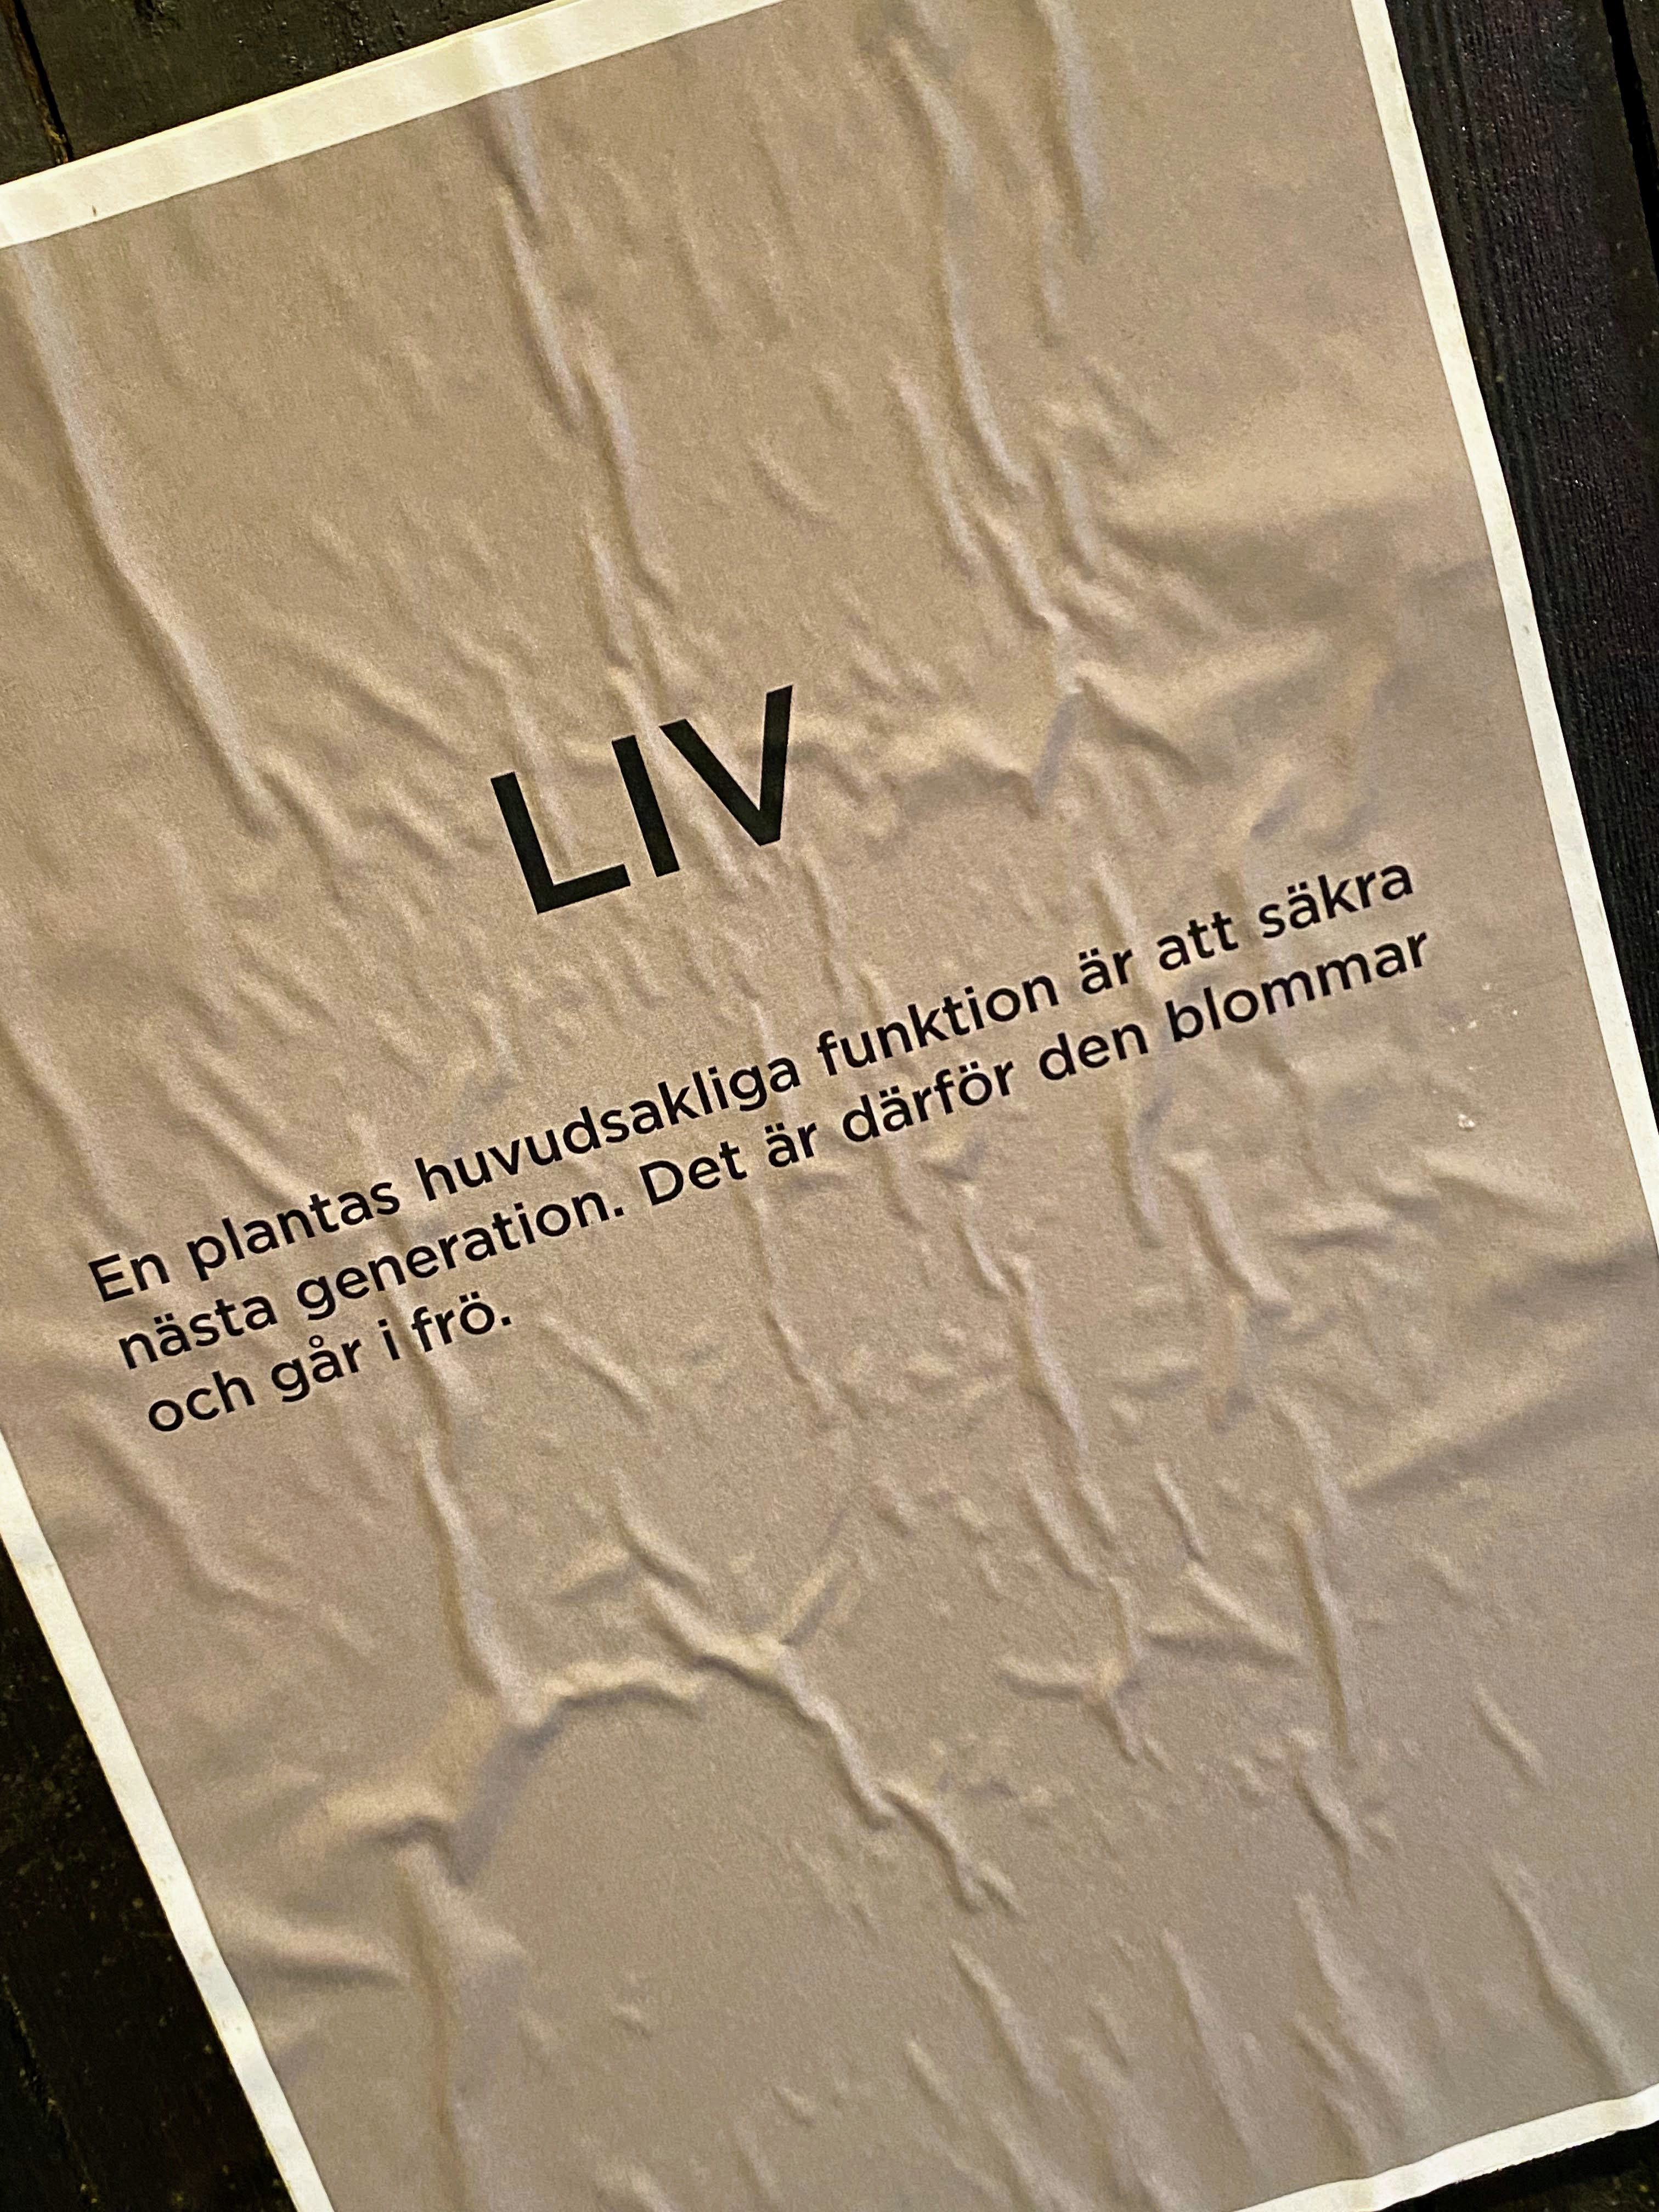 LIV
En plantas huvudsakliga funktion är att säkra
nästa generation. Det är därför den blommar
och går i frö.